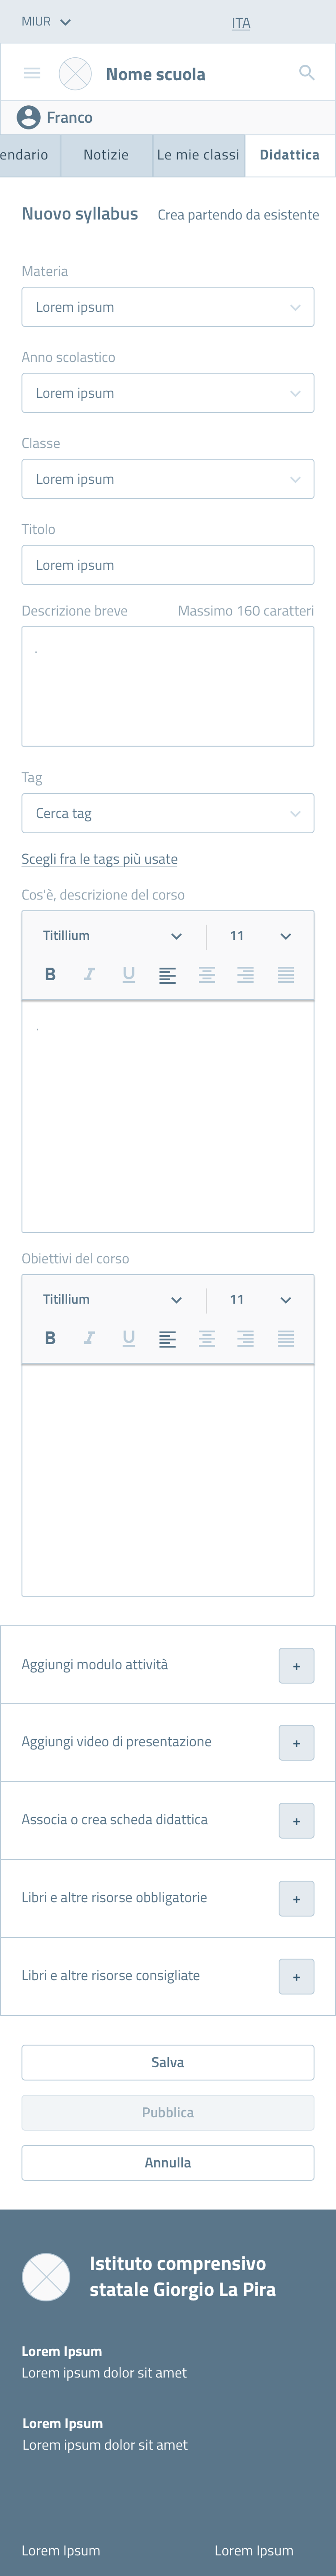 MIUR ITA
Nome scuola
Franco
endario Notizie Le mie classi Didattica
Nuovo syllabus Crea partendo da esistente
Materia
Lorem ipsum
Anno scolastico
Lorem ipsum
Classe
Lorem ipsum
Titolo
Lorem ipsum
Descrizione breve Massimo 160 caratteri
.
Tag
Cerca tag
Scegli fra le tags più usate
Cos'è, descrizione del corso
Titillium 11
B I U
.
Obiettivi del corso
Titillium 11
B I U
Aggiungi modulo attività +
Aggiungi video di presentazione +
Associa o crea scheda didattica +
Libri e altre risorse obbligatorie +
Libri e altre risorse consigliate +
Salva
Pubblica
Annulla
Istituto comprensivo
statale Giorgio La Pira
Lorem Ipsum
Lorem ipsum dolor sit amet
Lorem Ipsum
Lorem ipsum dolor sit amet
Lorem Ipsum Lorem Ipsum